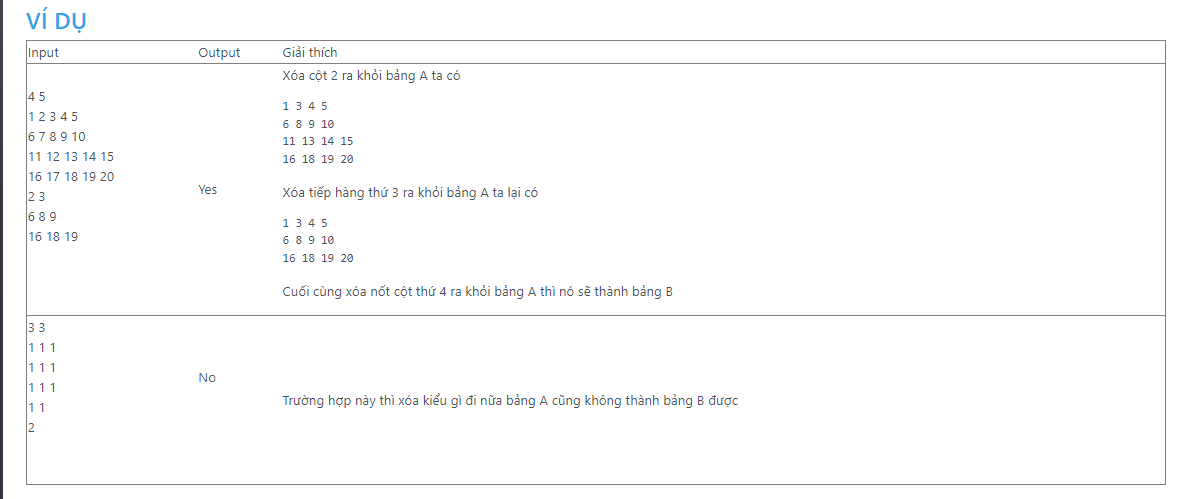 VÍ DỤ
Input Output Giải thích
4 5
1 2 3 4 5
6 7 8 9 10
11 12 13 14 15
16 17 18 19 20
2 3
6 8 9
16 18 19
Yes
Xóa cột 2 ra khỏi bảng A ta có
1 3 4 5
6 8 9 10
11 13 14 15
16 18 19 20
Xóa tiếp hàng thứ 3 ra khỏi bảng A ta lại có
1 3 4 5
6 8 9 10
16 18 19 20
Cuối cùng xóa nốt cột thứ 4 ra khỏi bảng A thì nó sẽ thành bảng B
3 3
1 1 1
1 1 1
1 1 1
1 1
2
No
Trường hợp này thì xóa kiểu gì đi nữa bảng A cũng không thành bảng B được